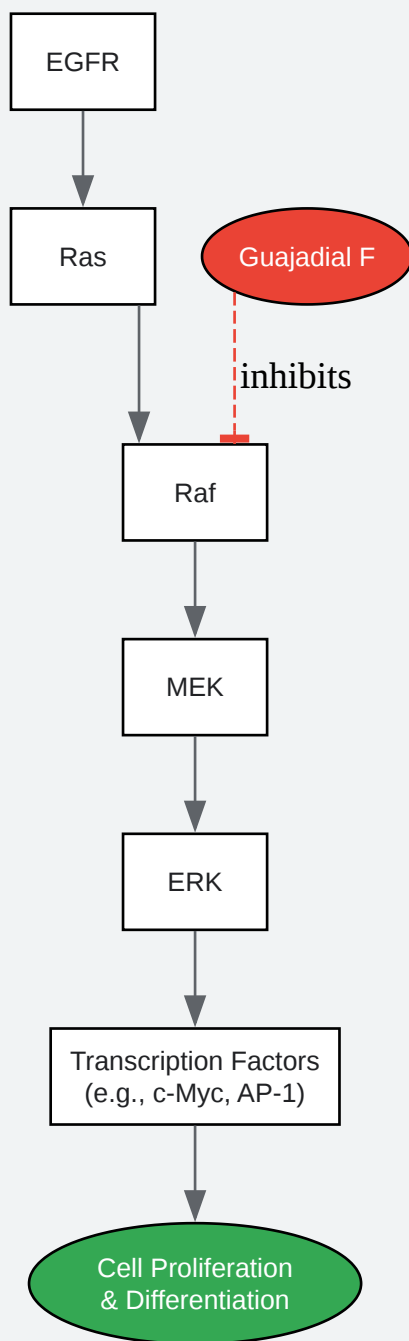 EGFR
Ras
Guajadial F
inhibits
Raf
MEK
ERK
Transcription Factors
(e.g., c-Myc, AP-1)
Cell Proliferation
& Differentiation